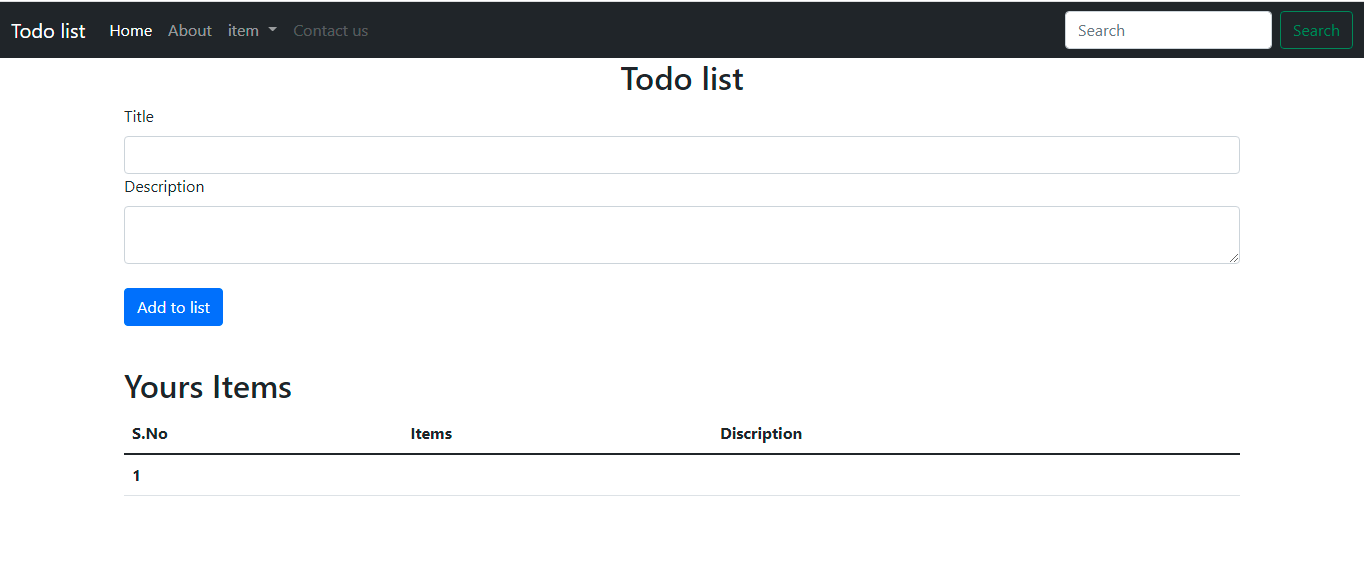 Todo list Home About item Contact us Search Search
Todo list
Title
Description
Add to list
Yours Items
S.No Items Discription
1